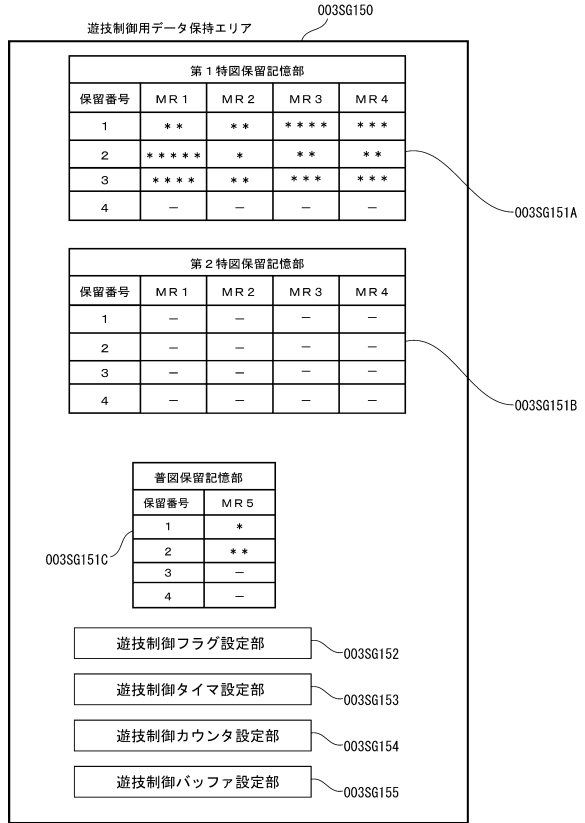 003SG150
遊技制御用データ保持エリア
第１特図保留記憶部
保留番号 ＭＲ１ ＭＲ２ ＭＲ３ ＭＲ４
1 ** ** **** ***
2 ***** * ** **
3 **** ** *** ***
4 － － － －
003SG151A
第２特図保留記憶部
保留番号 ＭＲ１ ＭＲ２ ＭＲ３ ＭＲ４
1 － － － －
2 － － － －
3 － － － －
4 － － － －
003SG151B
普図保留記憶部
保留番号 ＭＲ５
1 *
2 **
3 －
4 －
003SG151C
遊技制御フラグ設定部
003SG152
遊技制御タイマ設定部
003SG153
遊技制御カウンタ設定部
003SG154
遊技制御バッファ設定部
003SG155